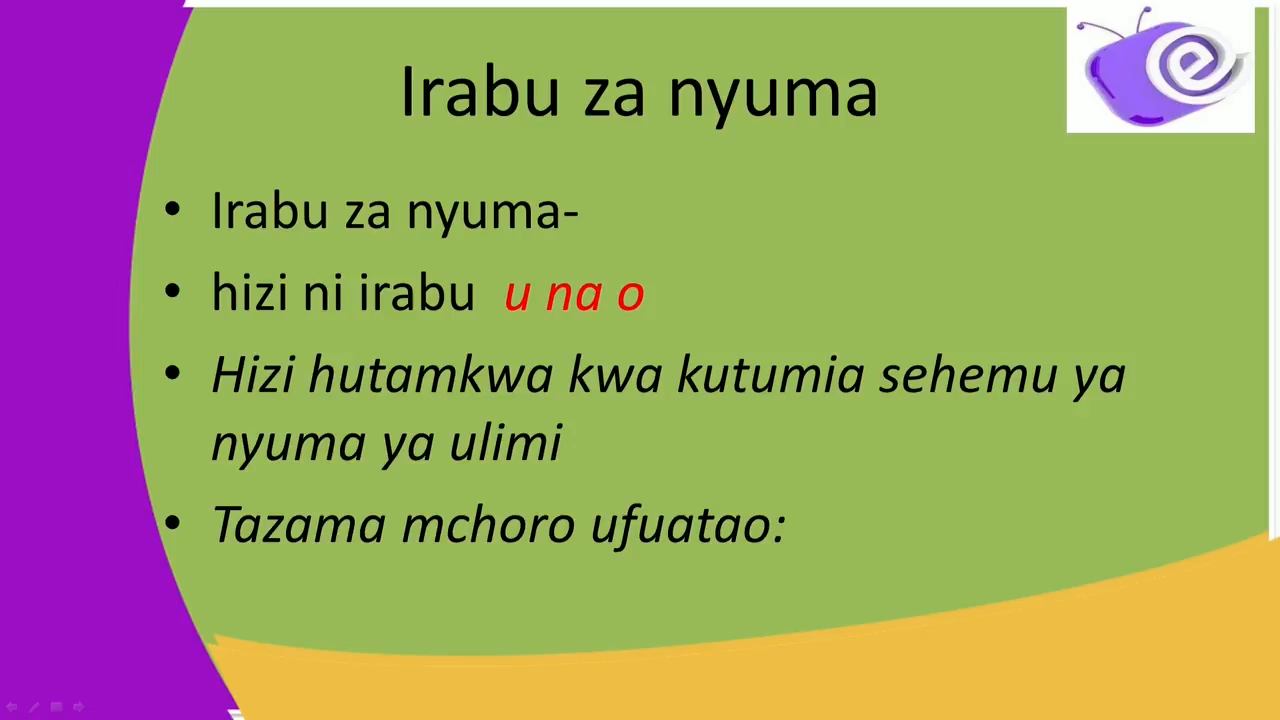 Irabu za nyuma
• Irabu za nyuma-
• hizi ni irabu u na o
• Hizi hutamkwa kwa kutumia sehemu ya
nyuma ya ulimi
• Tazama mchoro ufuatao:
e